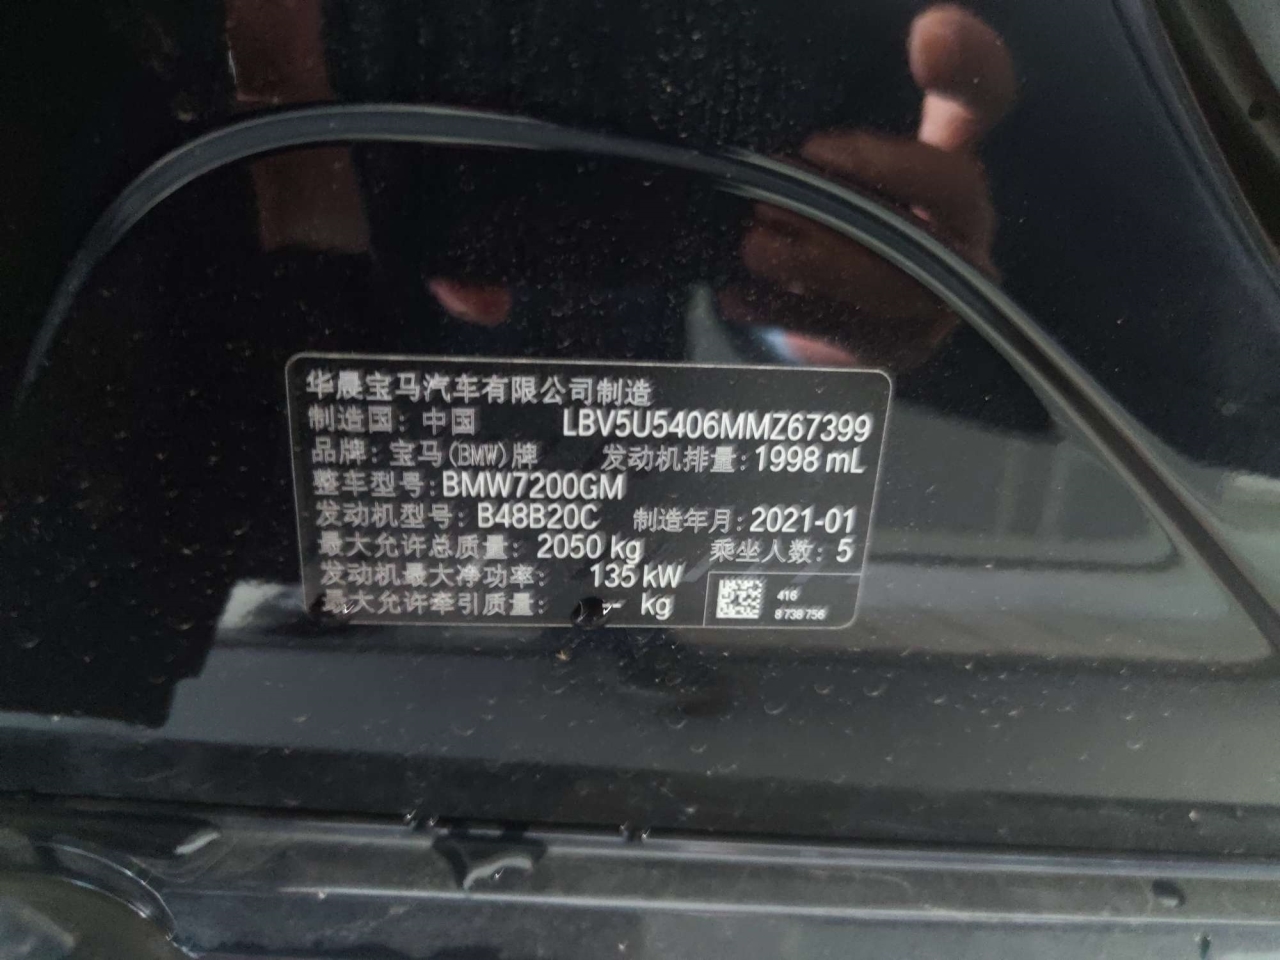 华晨宝马汽车有限公司制造
制造国：中国 LBV5U5406MMZ67399
品牌：宝马(BMW)牌 发动机排量：1998 mL
整车型号：BMW7200GM
发动机型号：B48B20C 制造年月：2021-01
最大允许总质量：2050 kg 乘坐人数：5
发动机最大净功率：135 kW
最大允许牵引质量：-- kg
416
8 738 756